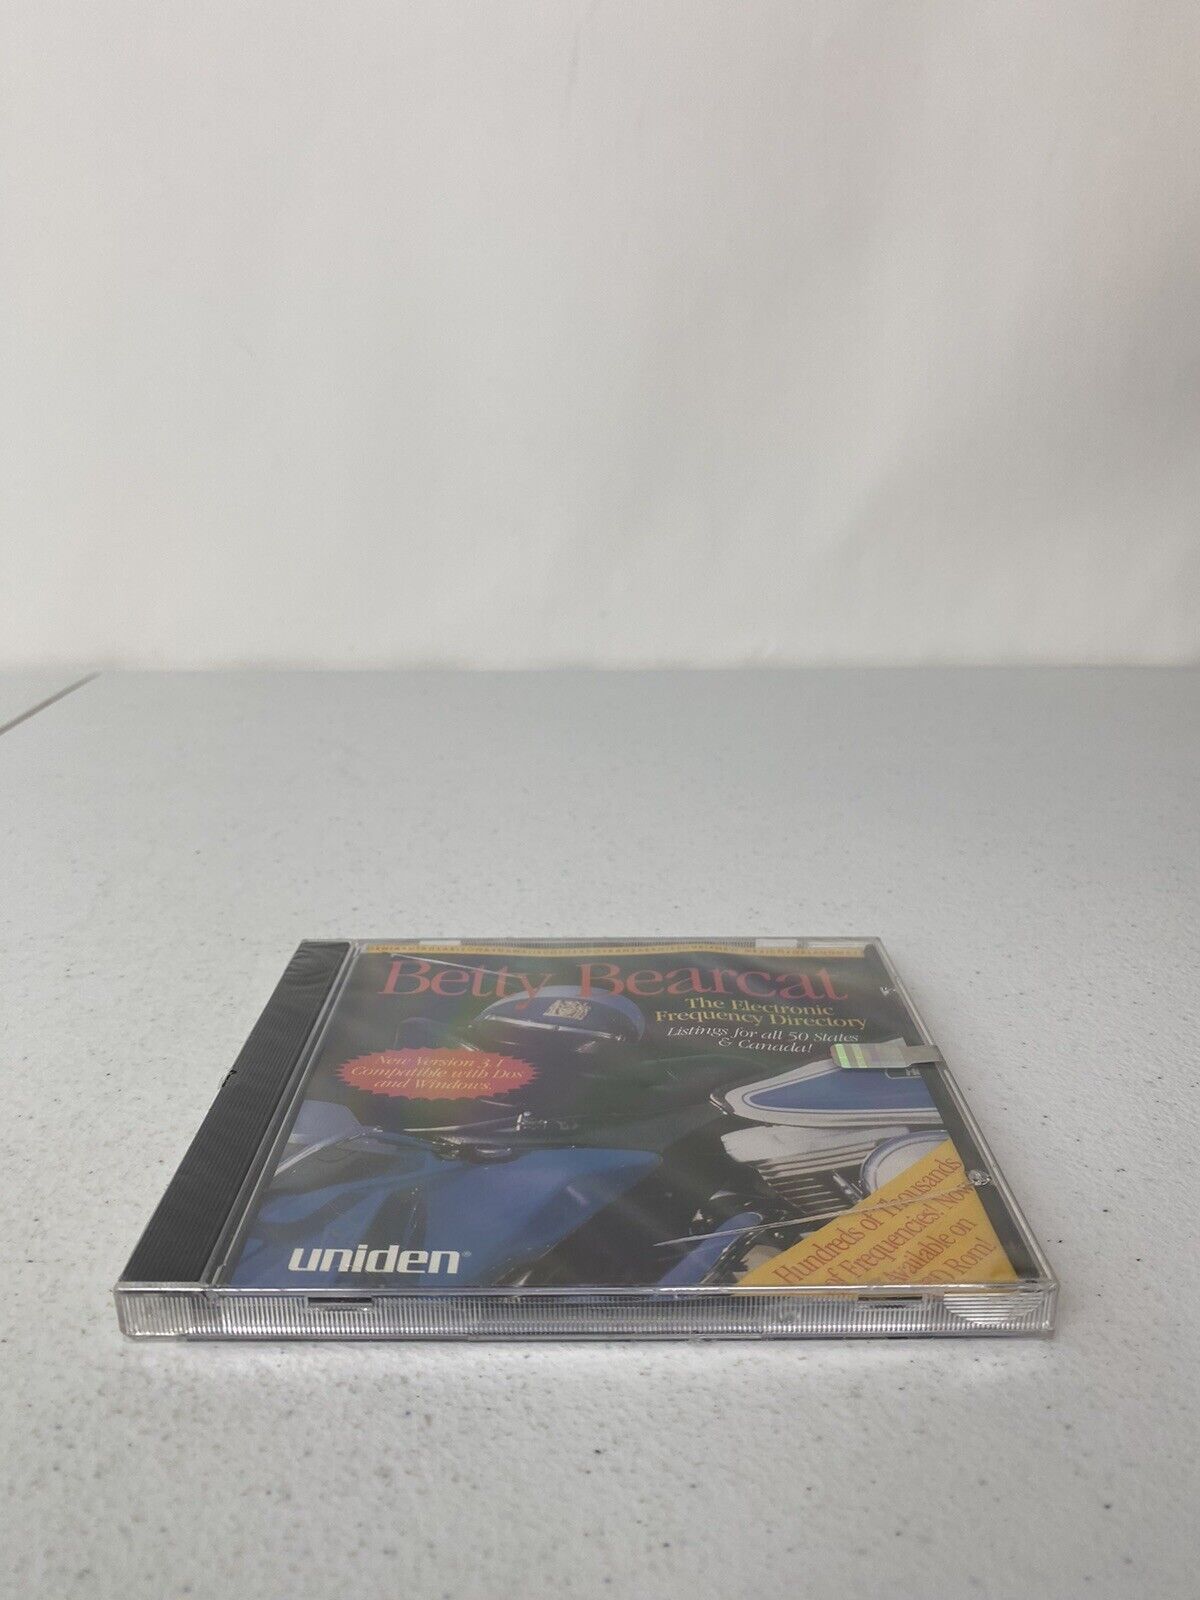 Betty Bearcat
The Electronic
Frequency Directory
Listings for all 50 States
& Canada!
New Version 3.1
Compatible with Dos
and Windows.
uniden®
Hundreds of Thousands
of Frequencies! Now
Available on
Rom!